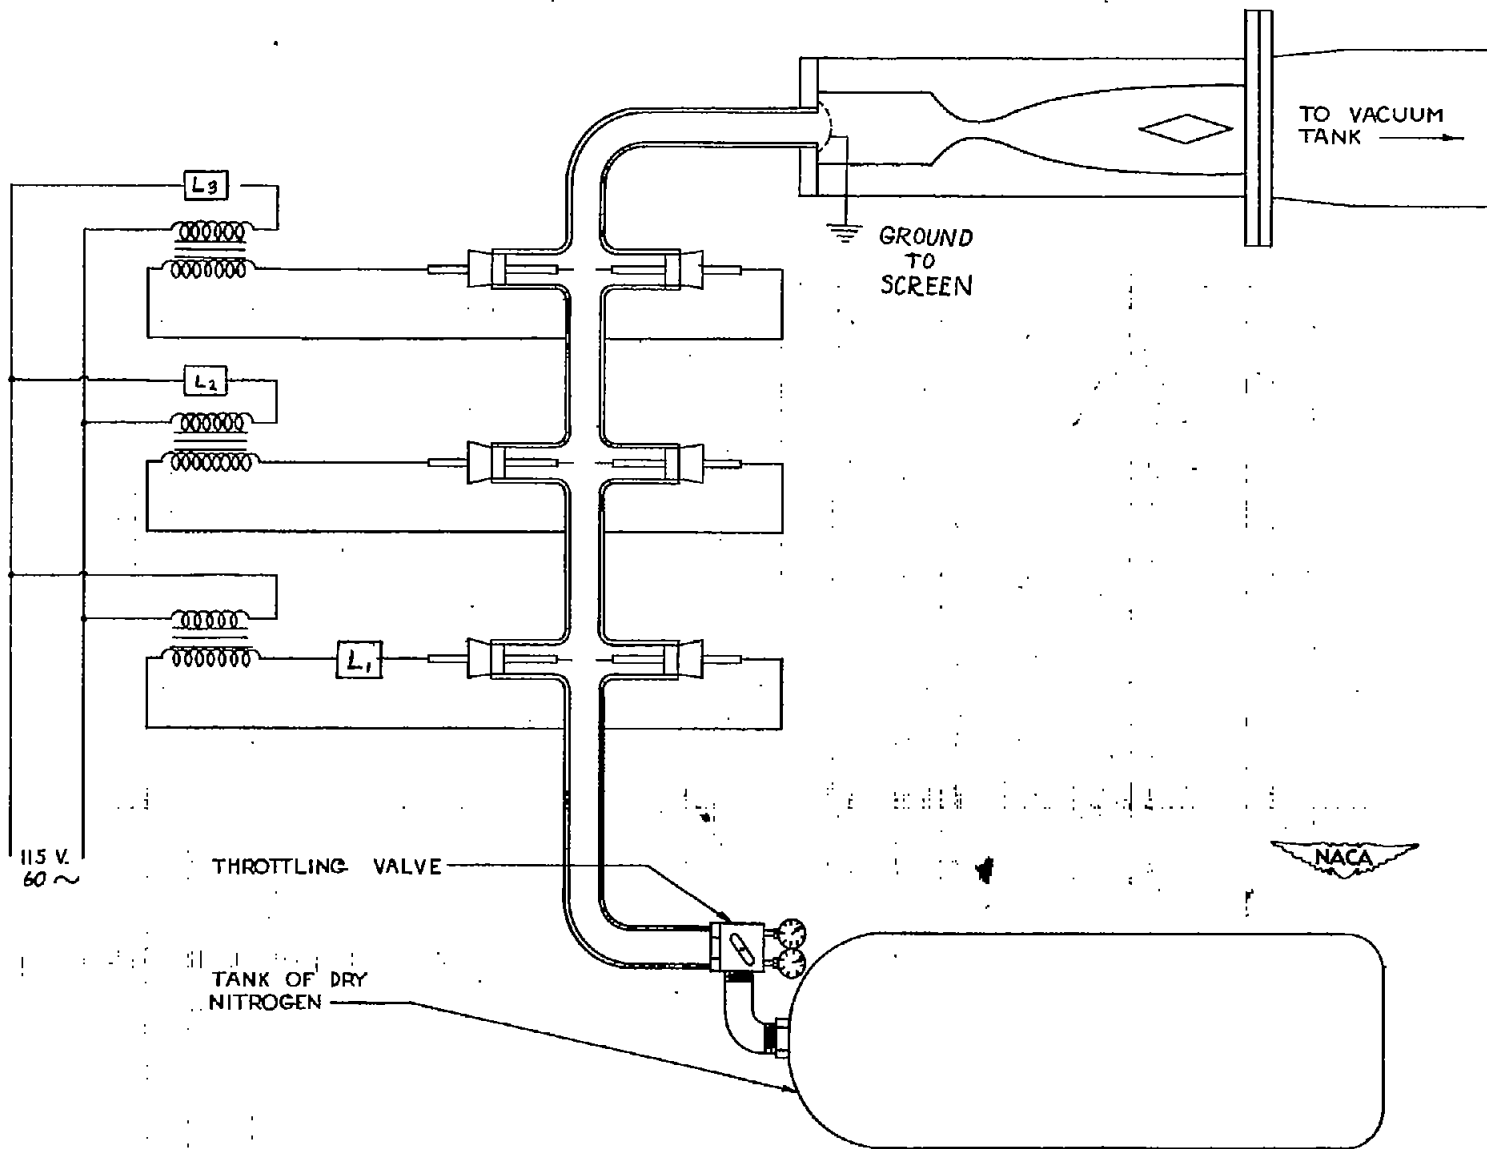 TO VACUUM
TANK
L3
GROUND
TO
SCREEN
L2
L1
115 V.
60 ~
THROTTLING VALVE
NACA
TANK OF DRY
NITROGEN